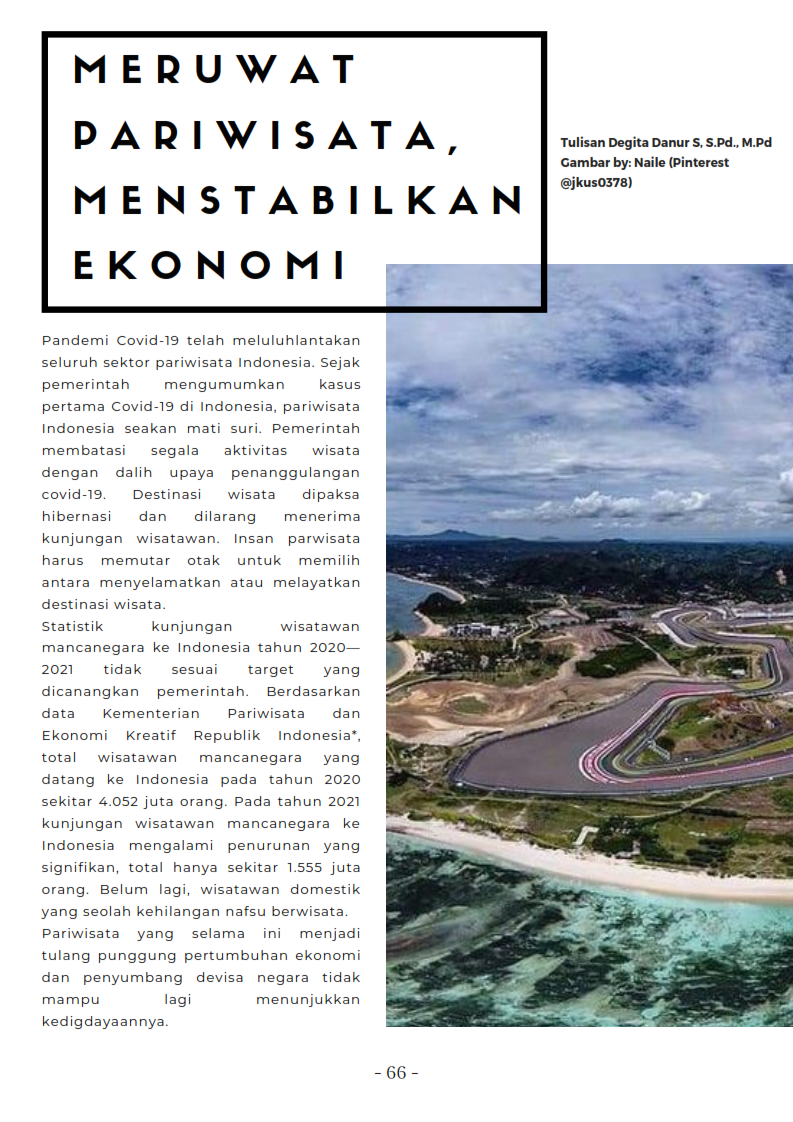 MERUWAT
PARIWISATA,
MENSTABILKAN
EKONOMI
Tulisan Degita Danur S, S.Pd., M.Pd
Gambar by: Naile (Pinterest
@jkus0378)
Pandemi Covid-19 telah meluluhlantakan
seluruh sektor pariwisata Indonesia. Sejak
pemerintah mengumumkan kasus
pertama Covid-19 di Indonesia, pariwisata
Indonesia seakan mati suri. Pemerintah
membatasi segala aktivitas wisata
dengan dalih upaya penanggulangan
covid-19. Destinasi wisata dipaksa
hibernasi dan dilarang menerima
kunjungan wisatawan. Insan parwisata
harus memutar otak untuk memilih
antara menyelamatkan atau melayatkan
destinasi wisata.
Statistik kunjungan wisatawan
mancanegara ke Indonesia tahun 2020—
2021 tidak sesuai target yang
dicanangkan pemerintah. Berdasarkan
data Kementerian Pariwisata dan
Ekonomi Kreatif Republik Indonesia*,
total wisatawan mancanegara yang
datang ke Indonesia pada tahun 2020
sekitar 4.052 juta orang. Pada tahun 2021
kunjungan wisatawan mancanegara ke
Indonesia mengalami penurunan yang
signifikan, total hanya sekitar 1.555 juta
orang. Belum lagi, wisatawan domestik
yang seolah kehilangan nafsu berwisata.
Pariwisata yang selama ini menjadi
tulang punggung pertumbuhan ekonomi
dan penyumbang devisa negara tidak
mampu lagi menunjukkan
kedigdayaannya.
- 66 -